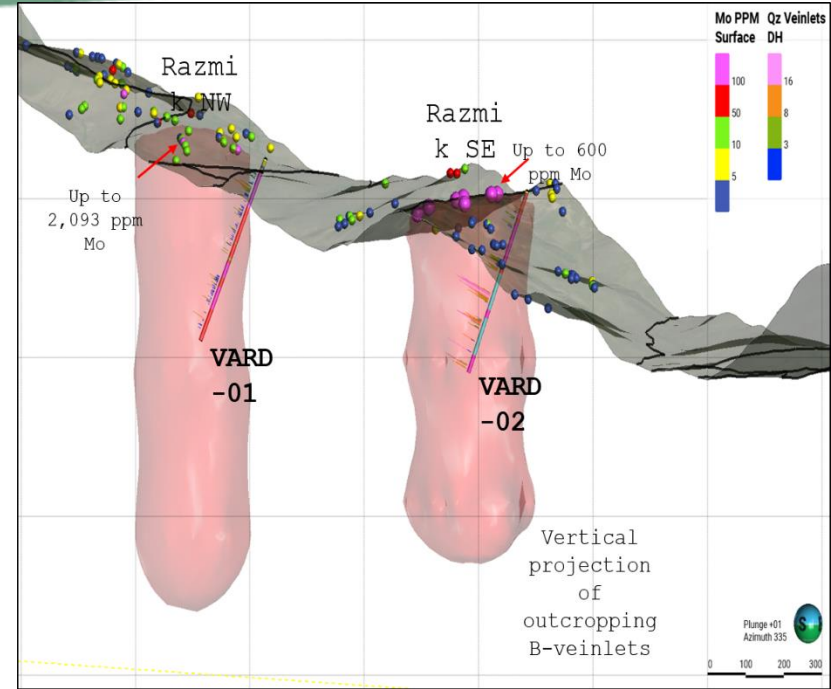 Mo PPM
Surface
100
50
10
5
Qz Veinlets
DH
16
8
3
Razmi
k NW
Razmi
k SE
Up to 600
ppm Mo
Up to
2,093 ppm
Mo
VARD
-01
VARD
-02
Vertical
projection
of
outcropping
B-veinlets
Plunge +01
Azimuth 335
S
0 100 200 300